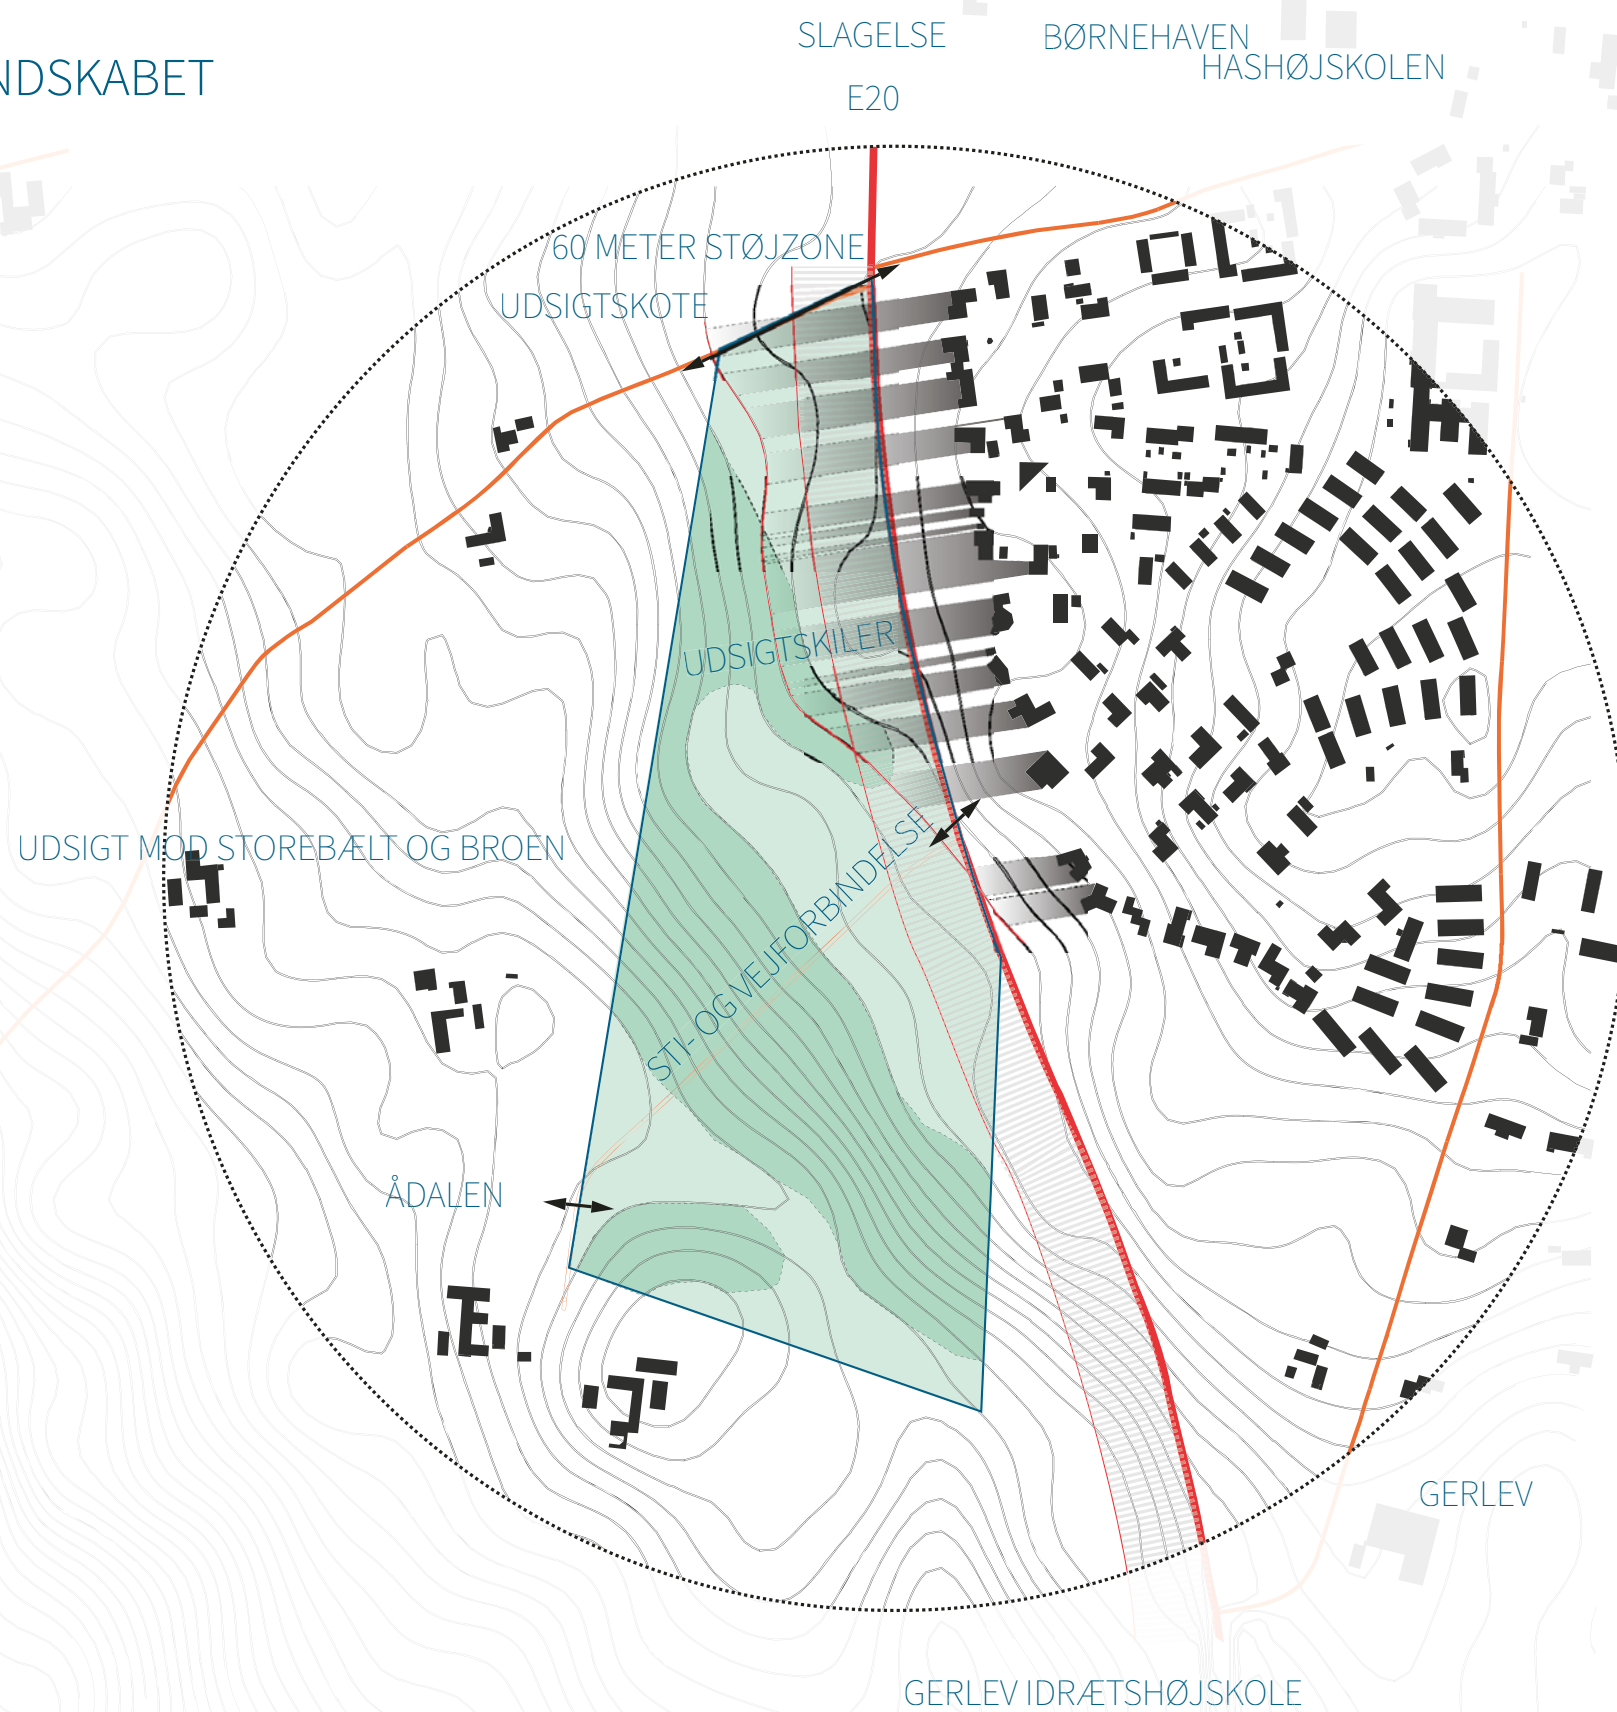 SLAGELSE
BØRNEHAVEN
HASHØJSKOLEN
NDSKABET
E20
60 METER STØJZONE
UDSIGTSKOTE
UDSIGTSKILER
UDSIGT MOD STOREBÆLT OG BROEN
STI- OG VEJFORBINDELSE
ÅDALEN
GERLEV
GERLEV IDRÆTSHØJSKOLE